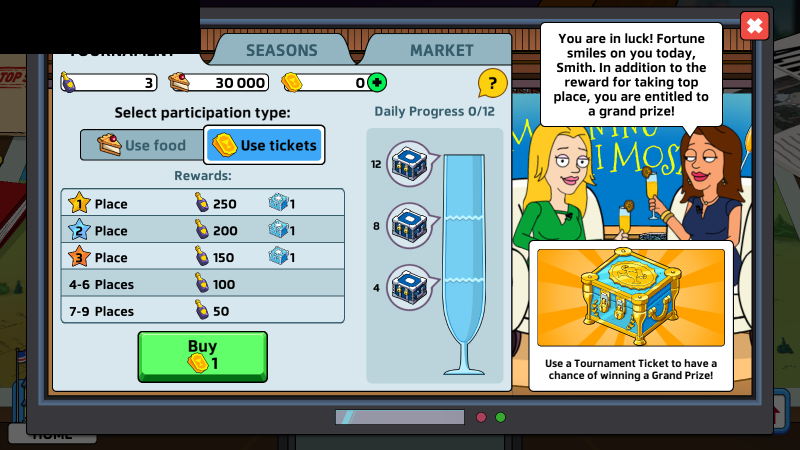 TOURNAMENT
SEASONS
MARKET
3
30 000
0
?
Select participation type:
Use food
Use tickets
Rewards:
1 Place 250 1
2 Place 200 1
3 Place 150 1
4-6 Places 100
7-9 Places 50
Buy
1
Daily Progress 0/12
12
8
4
You are in luck! Fortune
smiles on you today,
Smith. In addition to the
reward for taking top
place, you are entitled to
a grand prize!
Use a Tournament Ticket to have a
chance of winning a Grand Prize!
HOME